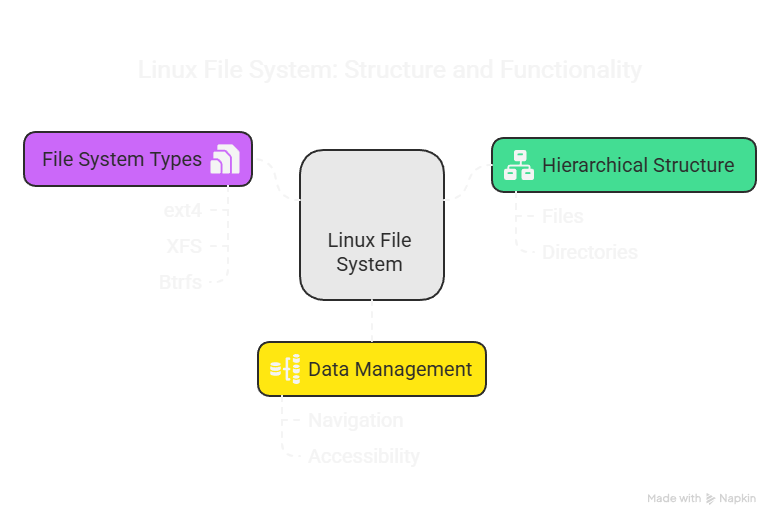 Linux File System: Structure and Functionality
File System Types
ext4
XFS
Btrfs
Linux File
System
Hierarchical Structure
Files
Directories
Data Management
Navigation
Accessibility
Made with Napkin